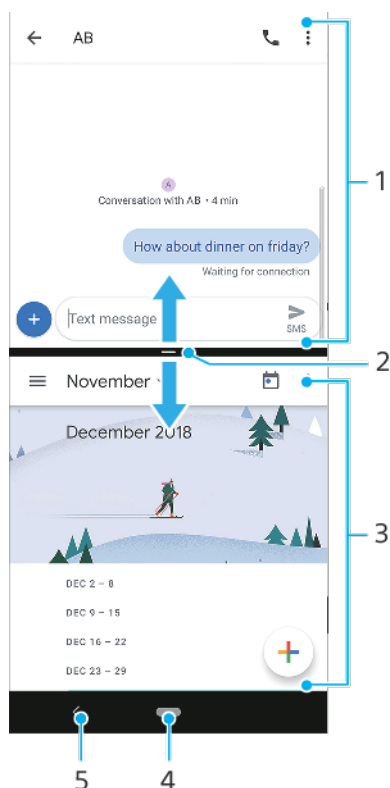 AB
1
Conversation with AB • 4 min
How about dinner on friday?
Waiting for connection
Text message
SMS
2
November
December 2018
3
DEC 2 – 8
DEC 9 – 15
DEC 16 – 22
DEC 23 – 29
5 4